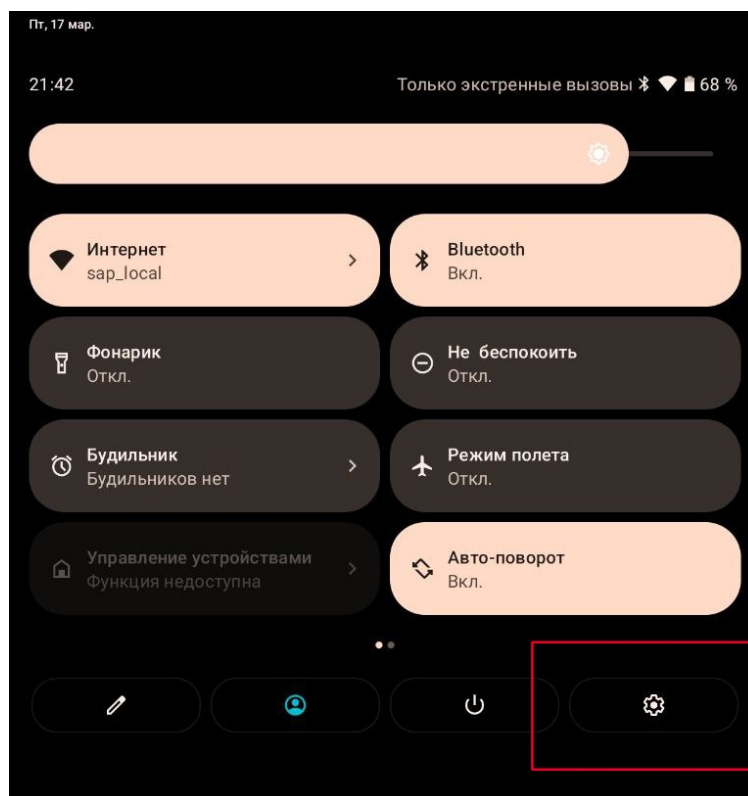 Пт, 17 мар.
21:42
Только экстренные вызовы 68 %
Интернет
sap_local
Bluetooth
Вкл.
Фонарик
Откл.
Не беспокоить
Откл.
Будильник
Будильников нет
Режим полета
Откл.
Управление устройствами
Функция недоступна
Авто-поворот
Вкл.